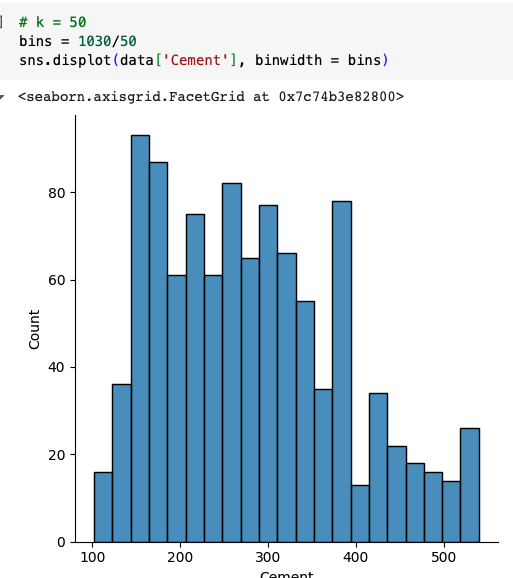 ]
# k = 50
bins = 1030/50
sns.displot(data['Cement'], binwidth = bins)
<seaborn.axisgrid.FacetGrid at 0x7c74b3e82800>
80
60
40
20
0
Count
100 200 300 400 500
Cement